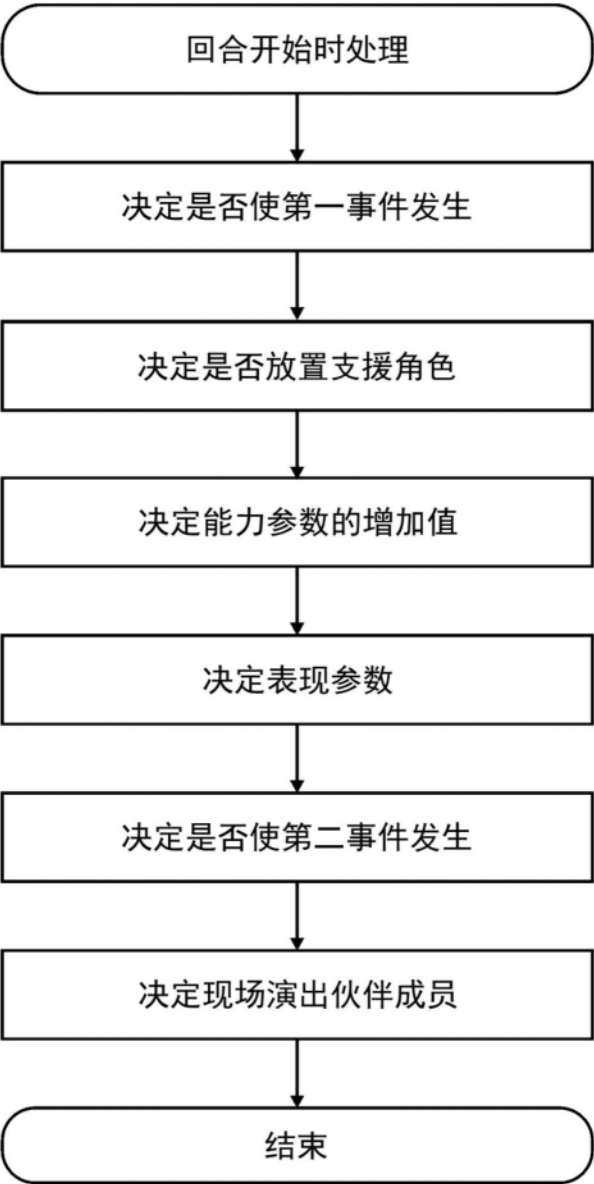 回合开始时处理
决定是否使第一事件发生
决定是否放置支援角色
决定能力参数的增加值
决定表现参数
决定是否使第二事件发生
决定现场演出伙伴成员
结束